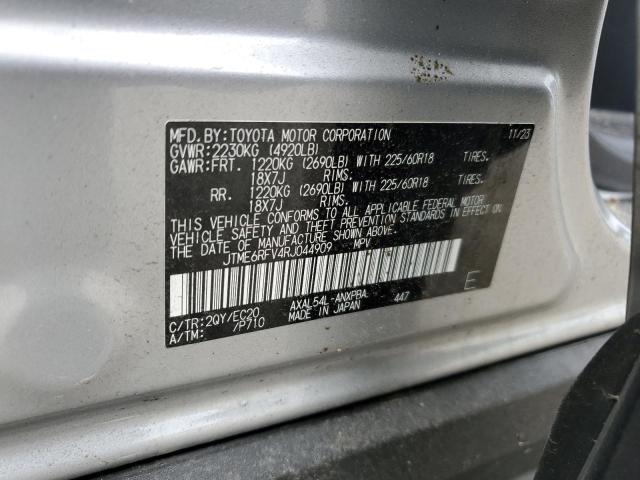 MFD. BY: TOYOTA MOTOR CORPORATION 11/23
GVWR: 2230KG (4920LB)
GAWR: FRT. 1220KG (2690LB) WITH 225/60R18 TIRES.
18X7J RIMS.
RR. 1220KG (2690LB) WITH 225/60R18 TIRES.
18X7J RIMS.
THIS VEHICLE CONFORMS TO ALL APPLICABLE FEDERAL MOTOR
VEHICLE SAFETY AND THEFT PREVENTION STANDARDS IN EFFECT ON
THE DATE OF MANUFACTURE SHOWN ABOVE.
JTME6RFV4RJ044909 MPV
AXAL54L-ANXPBA 447 E
C/TR: 2QY/EC20 MADE IN JAPAN
A/TM: /P710